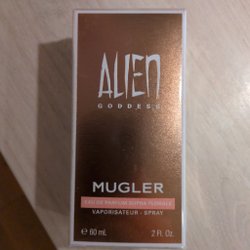 ALIEN
GODDESS
MUGLER
EAU DE PARFUM SUPRA FLORALE
VAPORISATEUR - SPRAY
℮ 60 mL 2 Fl. Oz.